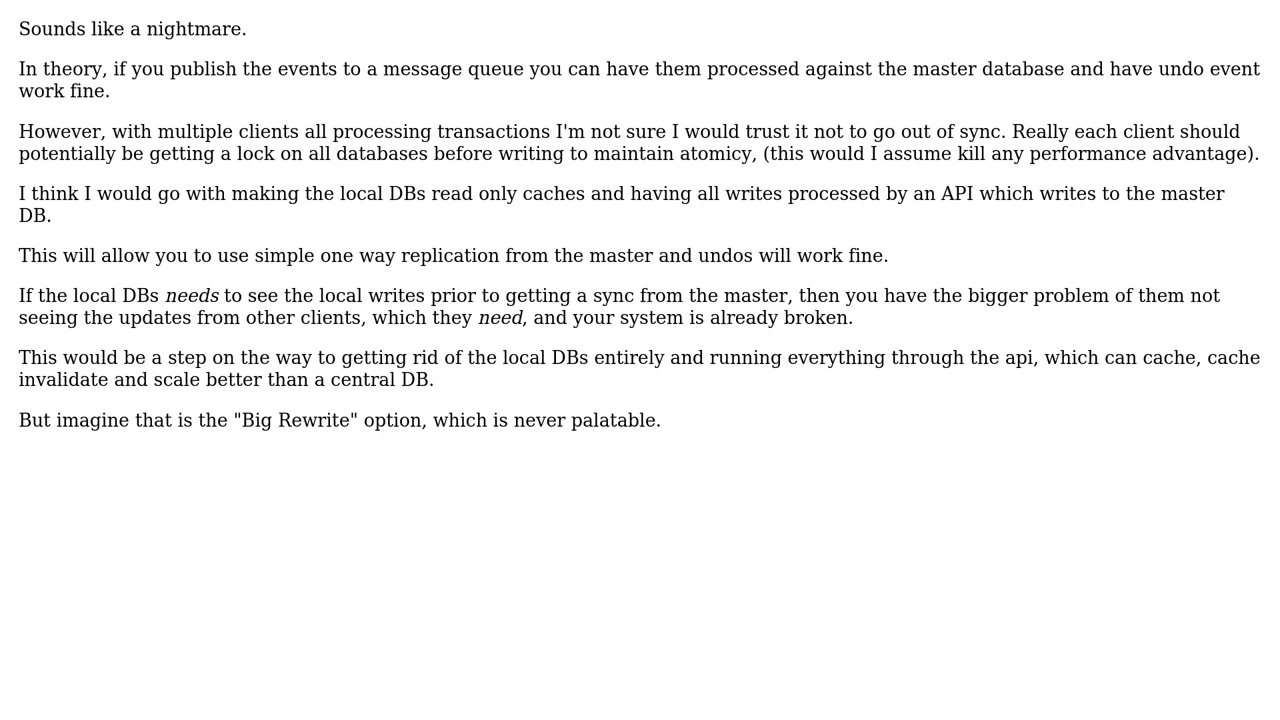 Sounds like a nightmare.
In theory, if you publish the events to a message queue you can have them processed against the master database and have undo event
work fine.
However, with multiple clients all processing transactions I'm not sure I would trust it not to go out of sync. Really each client should
potentially be getting a lock on all databases before writing to maintain atomicy, (this would I assume kill any performance advantage).
I think I would go with making the local DBs read only caches and having all writes processed by an API which writes to the master
DB.
This will allow you to use simple one way replication from the master and undos will work fine.
If the local DBs needs to see the local writes prior to getting a sync from the master, then you have the bigger problem of them not
seeing the updates from other clients, which they need, and your system is already broken.
This would be a step on the way to getting rid of the local DBs entirely and running everything through the api, which can cache, cache
invalidate and scale better than a central DB.
But imagine that is the "Big Rewrite" option, which is never palatable.